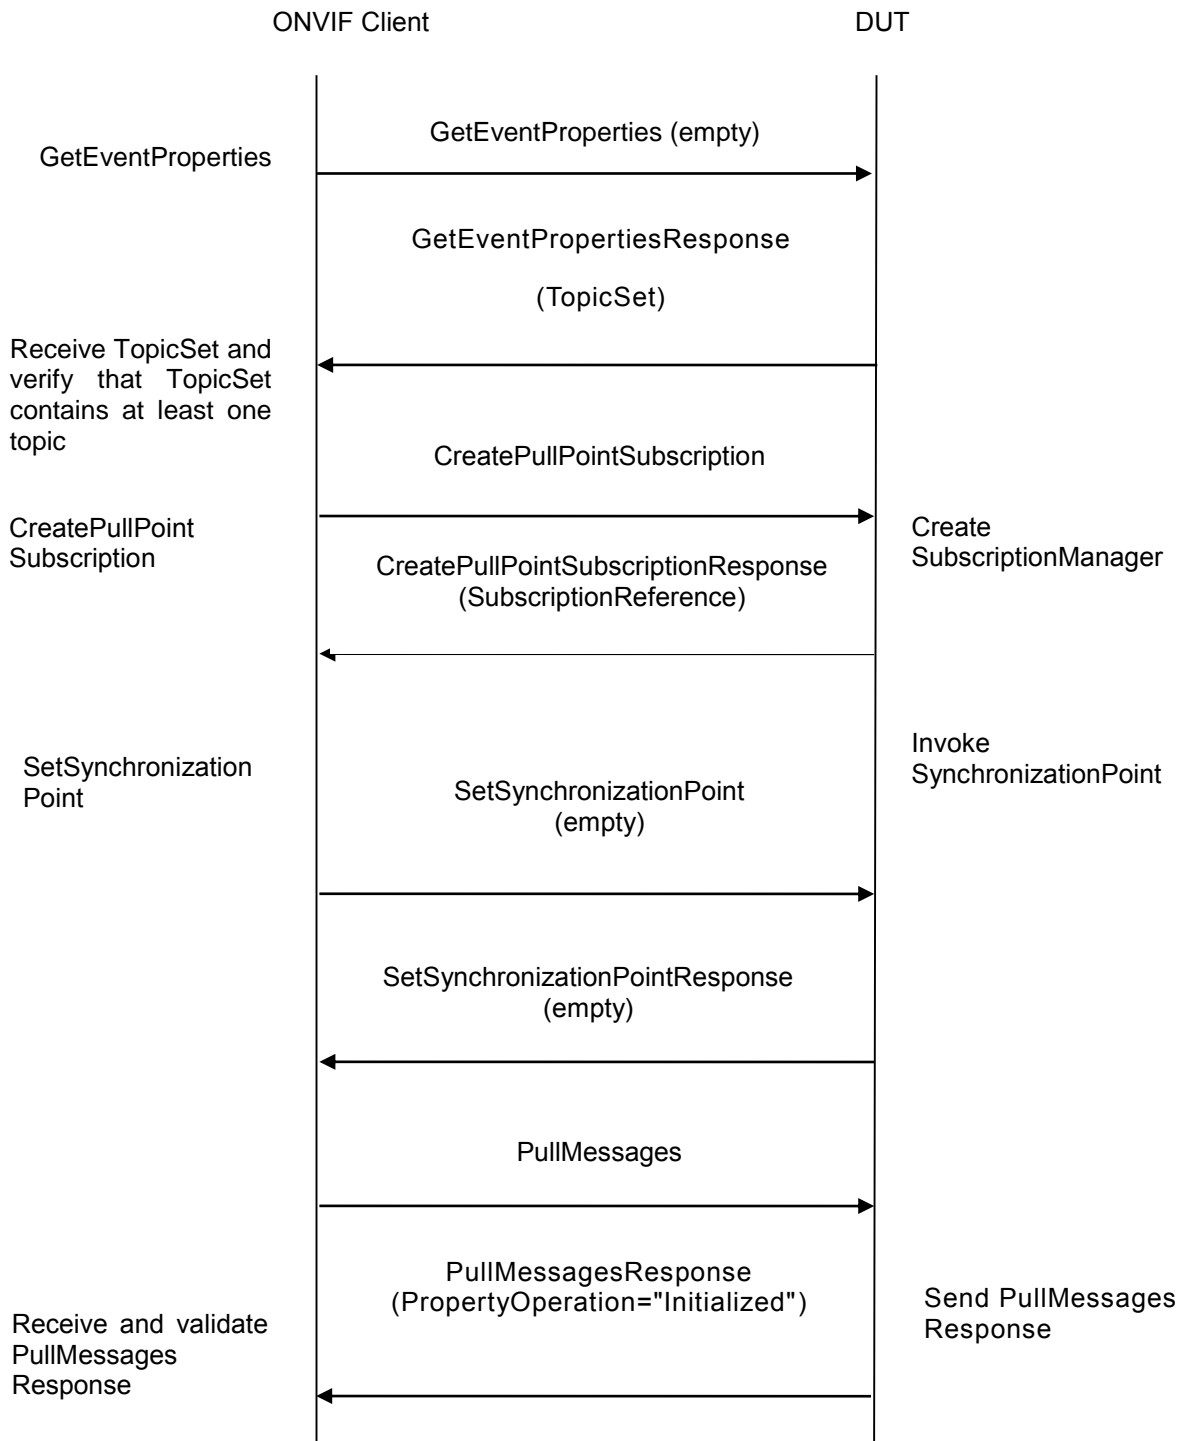 ONVIF Client
DUT
GetEventProperties (empty)
GetEventProperties
GetEventPropertiesResponse
(TopicSet)
Receive TopicSet and
verify that TopicSet
contains at least one
topic
CreatePullPointSubscription
CreatePullPoint
Subscription
Create
SubscriptionManager
CreatePullPointSubscriptionResponse
(SubscriptionReference)
Invoke
SynchronizationPoint
SetSynchronization
Point
SetSynchronizationPoint
(empty)
SetSynchronizationPointResponse
(empty)
PullMessages
PullMessagesResponse
(PropertyOperation="Initialized")
Send PullMessages
Response
Receive and validate
PullMessages
Response